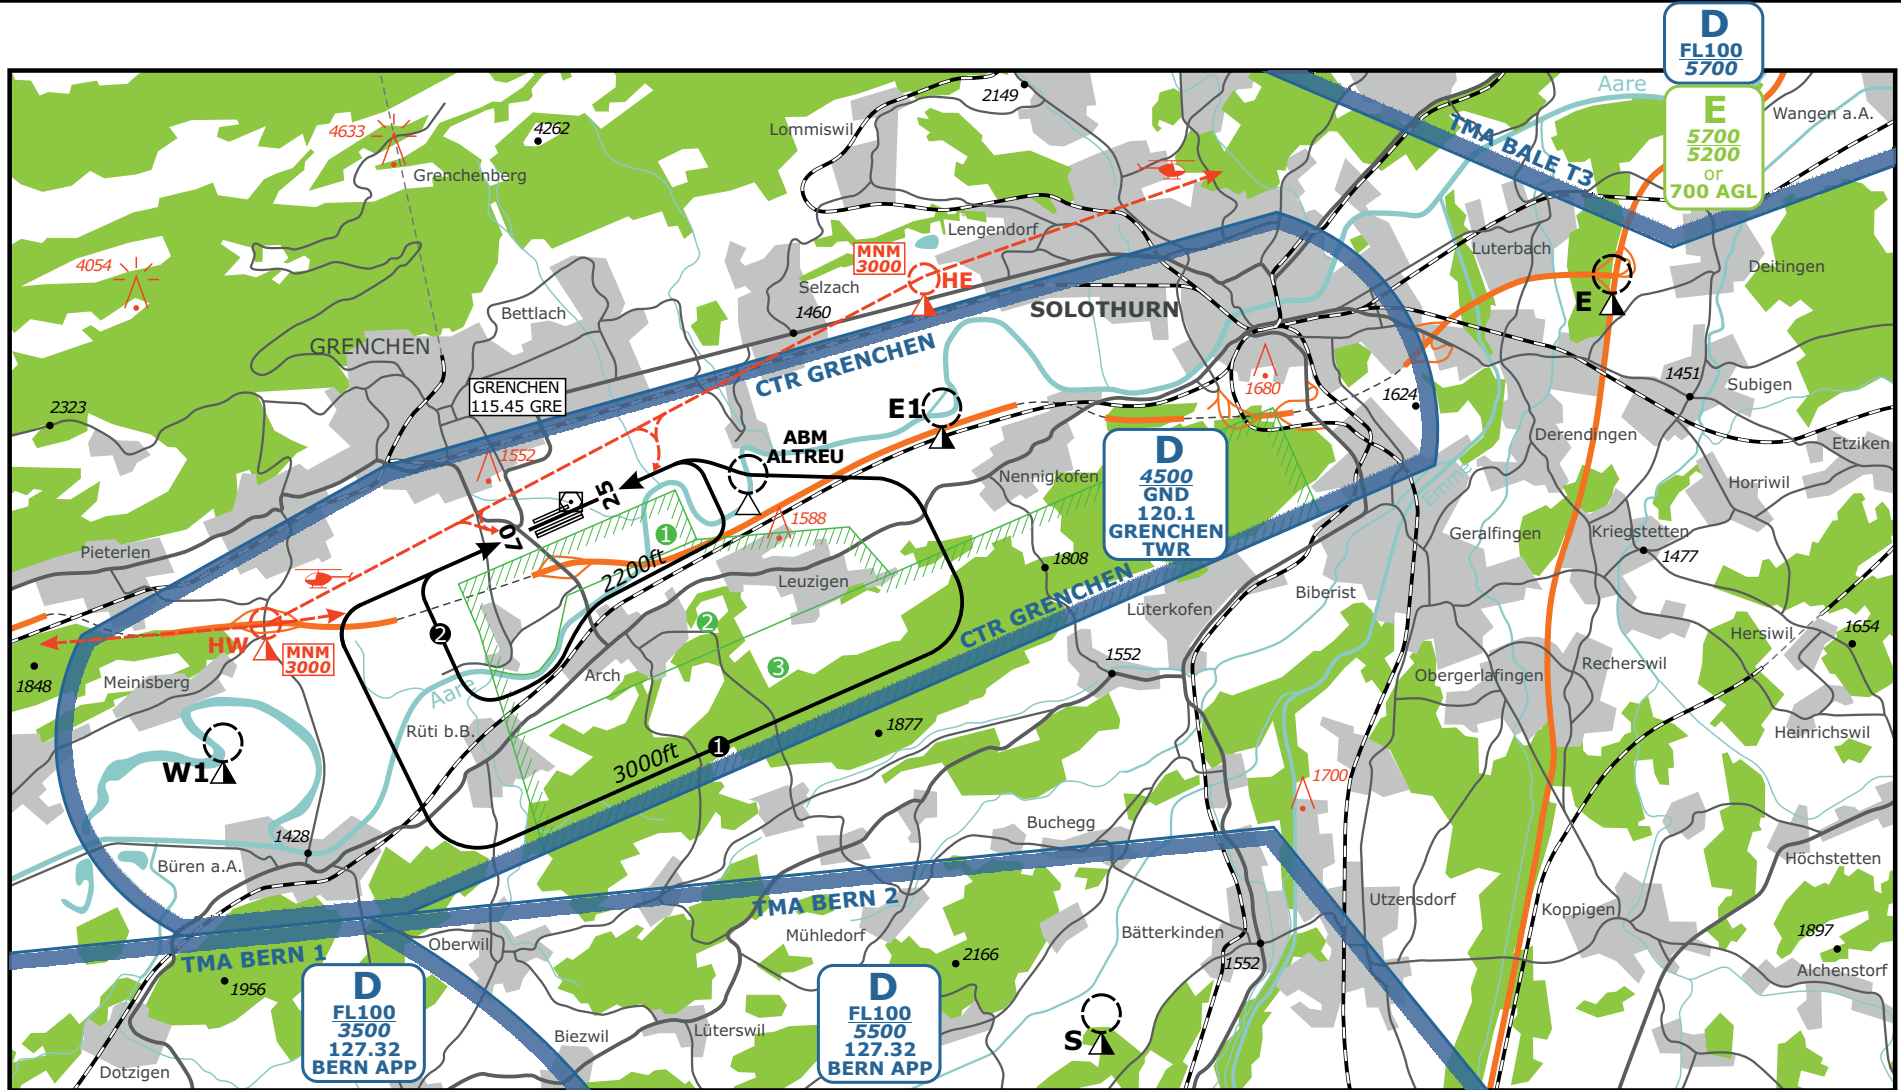 D
FL100
5700
E
5700
5200
or
700 AGL
Aare
Wangen a.A.
2149
Lommiswil
4633
4262
TMA BALE T3
Grenchenberg
Lengendorf
Luterbach
MNM
3000
HE
4054
Deitingen
Selzach
1460
SOLOTHURN
E
Bettlach
GRENCHEN
CTR GRENCHEN
1451
Subigen
GRENCHEN
115.45 GRE
1680
1624
2323
E1
ABM
ALTREU
Derendingen
Etziken
1552
D
4500
GND
120.1
GRENCHEN
TWR
Nennigkofen
Emme
Horriwil
25
07
1588
1
Geralfingen
Kriegstetten
Pieterlen
1477
2200ft
Leuzigen
1808
CTR GRENCHEN
Lüterkofen
Biberist
2
2
HW
MNM
3000
1552
Hersiwil
1654
1848
Meinisberg
Aare
Arch
3
Recherswil
Obergerlafingen
Rüti b.B.
1877
Heinrichswil
W1
3000ft
1
1700
1428
Buchegg
Büren a.A.
Höchstetten
TMA BERN 2
Utzensdorf
Koppigen
Mühledorf
Bätterkinden
1897
Oberwil
TMA BERN 1
2166
1552
Alchenstorf
1956
D
FL100
3500
127.32
BERN APP
D
FL100
5500
127.32
BERN APP
Biezwil
Lüterswil
S
Dotzigen